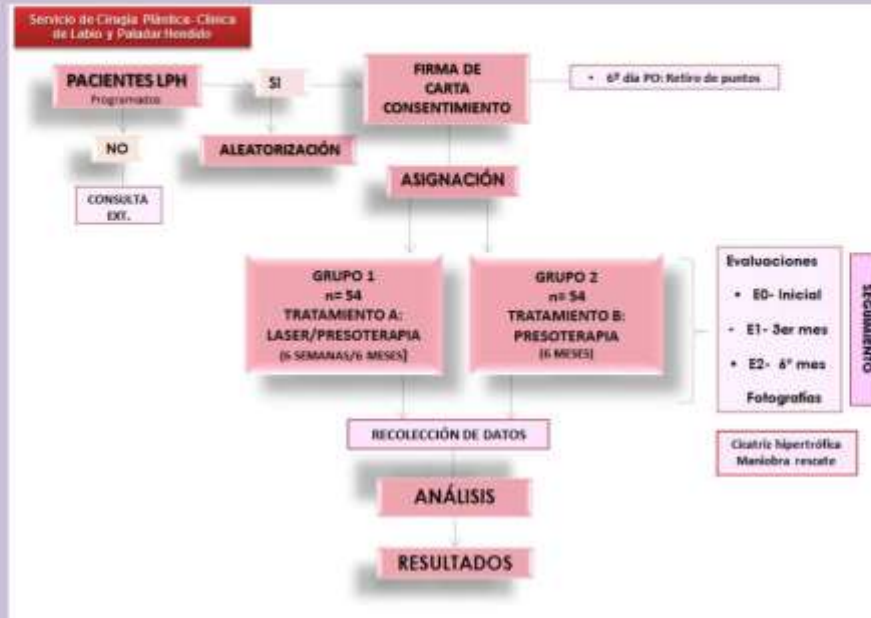 Servicio de Cirugía Plástica- Clínica
de Labio y Paladar Hendido
PACIENTES LPH
Programados
SI
FIRMA DE
CARTA
CONSENTIMIENTO
• 6º día PO: Retiro de puntos
NO
ALEATORIZACIÓN
CONSULTA
EXT.
ASIGNACIÓN
GRUPO 1
n= 54
TRATAMIENTO A:
LASER/PRESOTERAPIA
(6 SEMANAS/6 MESES)
GRUPO 2
n= 54
TRATAMIENTO B:
PRESOTERAPIA
(6 MESES)
Evaluaciones
• E0- Inicial
- E1- 3er mes
• E2- 6º mes
Fotografías
SEGUIMIENTO
RECOLECCIÓN DE DATOS
Cicatriz hipertrófica
Maniobra rescate
ANÁLISIS
RESULTADOS